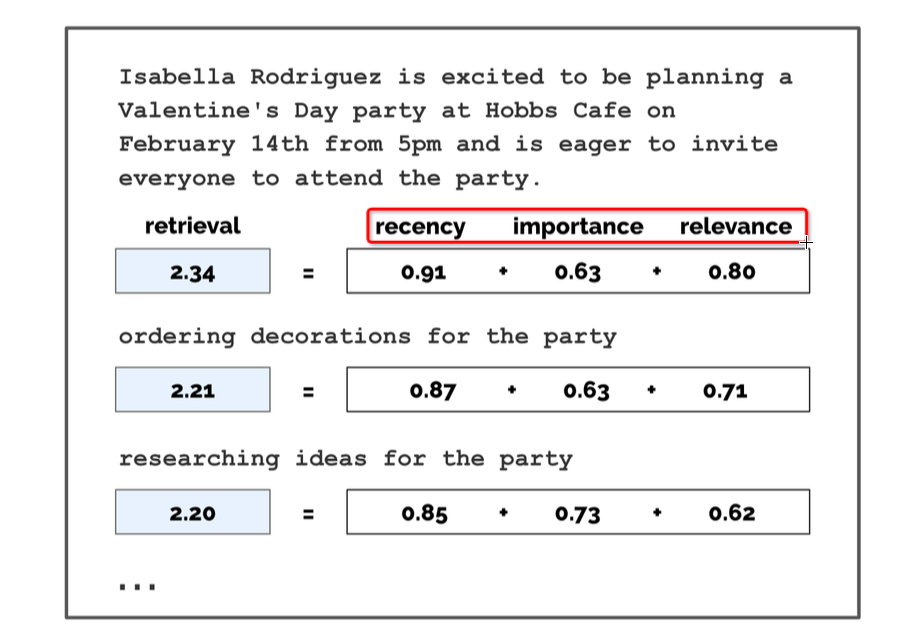 Isabella Rodriguez is excited to be planning a
Valentine's Day party at Hobbs Cafe on
February 14th from 5pm and is eager to invite
everyone to attend the party.
retrieval recency importance relevance
2.34 = 0.91 + 0.63 + 0.80
ordering decorations for the party
2.21 = 0.87 + 0.63 + 0.71
researching ideas for the party
2.20 = 0.85 + 0.73 + 0.62
...